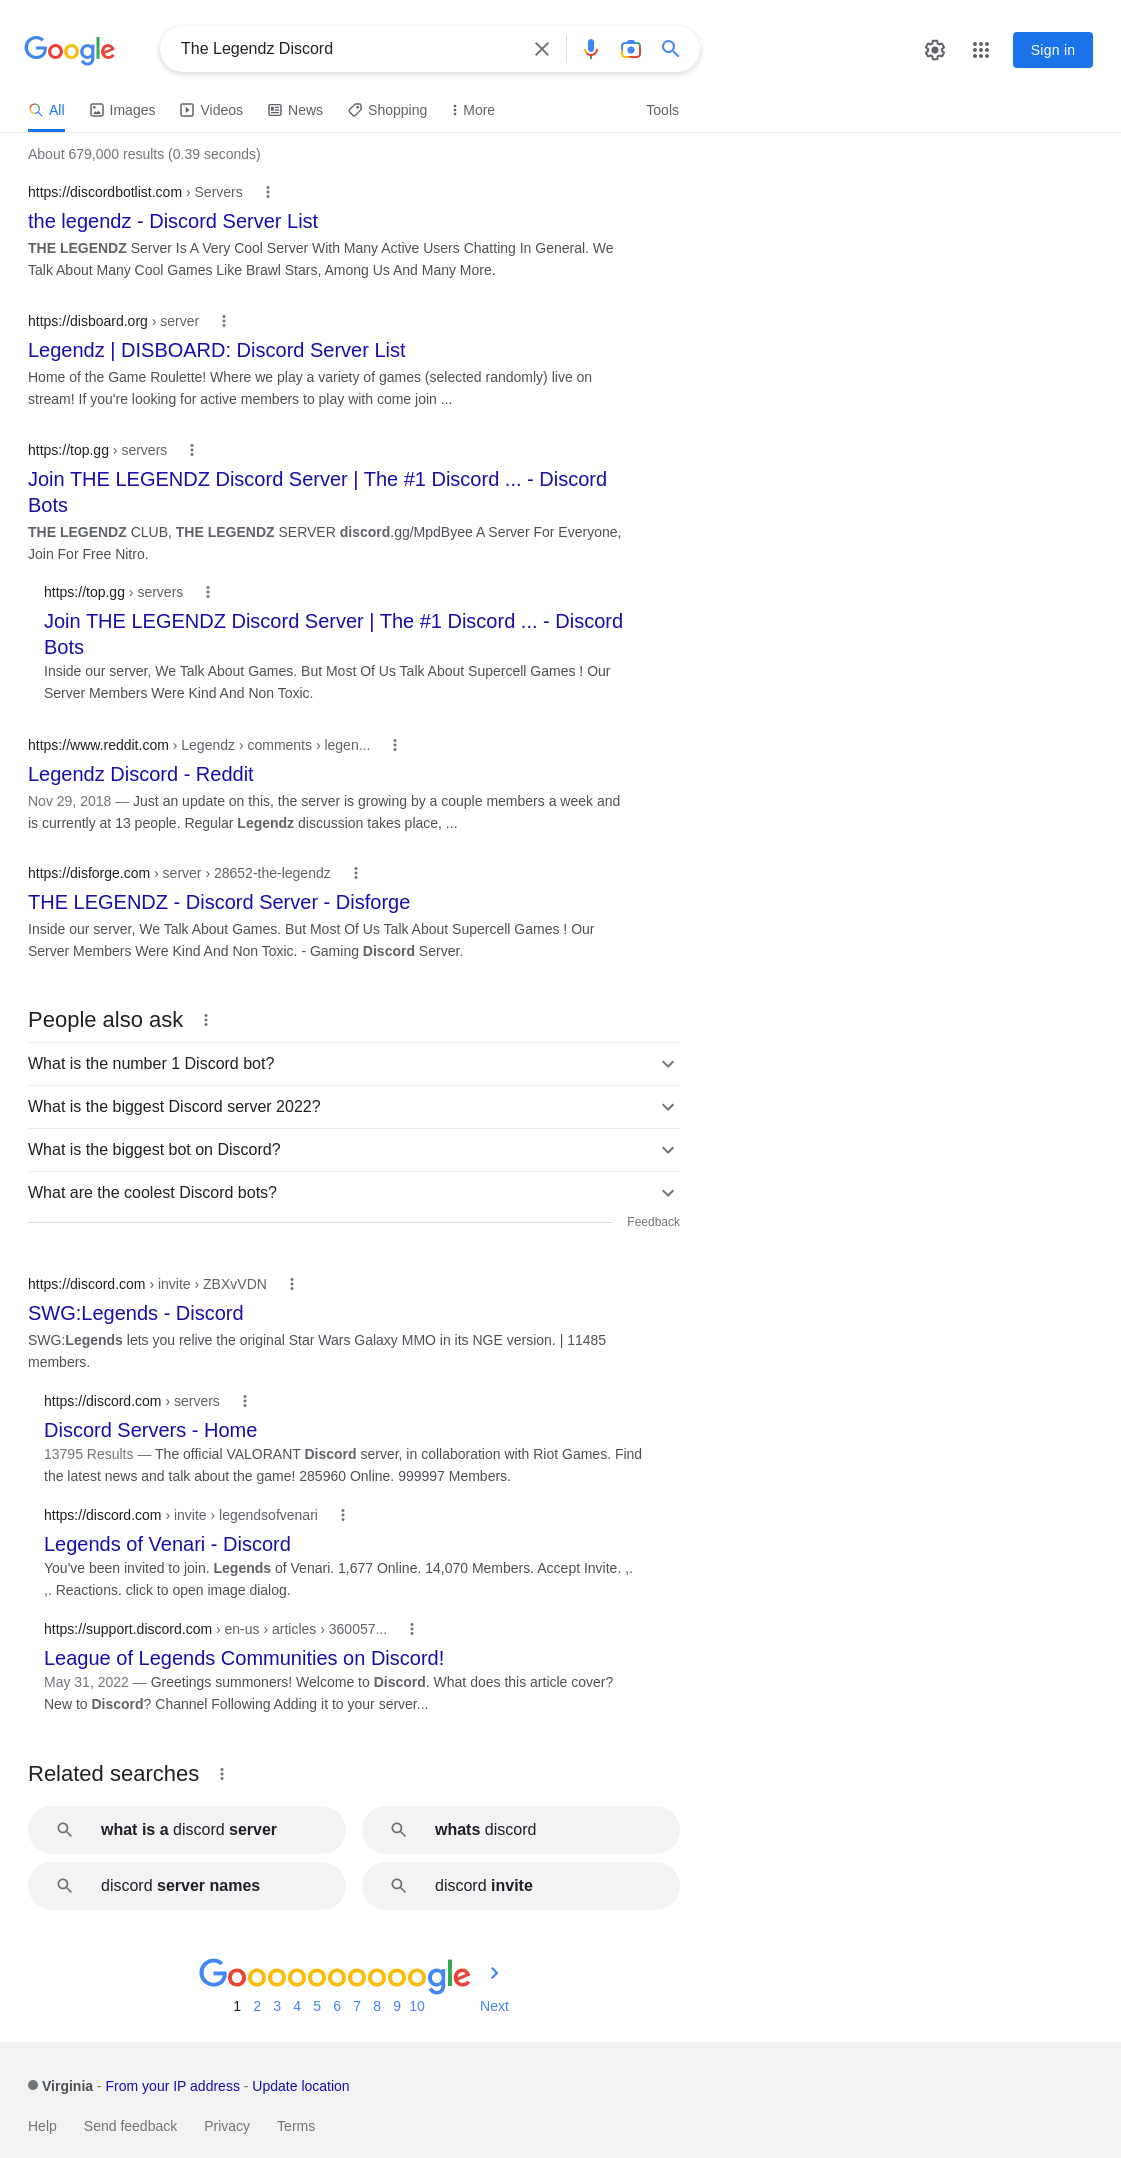 Google
The Legendz Discord
Sign in
All
Images
Videos
News
Shopping
More
Tools
About 679,000 results (0.39 seconds)
https://discordbotlist.com › Servers
the legendz - Discord Server List
THE LEGENDZ Server Is A Very Cool Server With Many Active Users Chatting In General. We
Talk About Many Cool Games Like Brawl Stars, Among Us And Many More.
https://disboard.org › server
Legendz | DISBOARD: Discord Server List
Home of the Game Roulette! Where we play a variety of games (selected randomly) live on
stream! If you're looking for active members to play with come join ...
https://top.gg › servers
Join THE LEGENDZ Discord Server | The #1 Discord ... - Discord
Bots
THE LEGENDZ CLUB, THE LEGENDZ SERVER discord.gg/MpdByee A Server For Everyone,
Join For Free Nitro.
https://top.gg › servers
Join THE LEGENDZ Discord Server | The #1 Discord ... - Discord
Bots
Inside our server, We Talk About Games. But Most Of Us Talk About Supercell Games ! Our
Server Members Were Kind And Non Toxic.
https://www.reddit.com › Legendz › comments › legen...
Legendz Discord - Reddit
Nov 29, 2018 — Just an update on this, the server is growing by a couple members a week and
is currently at 13 people. Regular Legendz discussion takes place, ...
https://disforge.com › server › 28652-the-legendz
THE LEGENDZ - Discord Server - Disforge
Inside our server, We Talk About Games. But Most Of Us Talk About Supercell Games ! Our
Server Members Were Kind And Non Toxic. - Gaming Discord Server.
People also ask
What is the number 1 Discord bot?
What is the biggest Discord server 2022?
What is the biggest bot on Discord?
What are the coolest Discord bots?
Feedback
https://discord.com › invite › ZBXvVDN
SWG:Legends - Discord
SWG:Legends lets you relive the original Star Wars Galaxy MMO in its NGE version. | 11485
members.
https://discord.com › servers
Discord Servers - Home
13795 Results — The official VALORANT Discord server, in collaboration with Riot Games. Find
the latest news and talk about the game! 285960 Online. 999997 Members.
https://discord.com › invite › legendsofvenari
Legends of Venari - Discord
You've been invited to join. Legends of Venari. 1,677 Online. 14,070 Members. Accept Invite. ,.
,. Reactions. click to open image dialog.
https://support.discord.com › en-us › articles › 360057...
League of Legends Communities on Discord!
May 31, 2022 — Greetings summoners! Welcome to Discord. What does this article cover?
New to Discord? Channel Following Adding it to your server...
Related searches
what is a discord server
whats discord
discord server names
discord invite
Goooooooooogle
1 2 3 4 5 6 7 8 9 10 Next
Virginia - From your IP address - Update location
Help Send feedback Privacy Terms